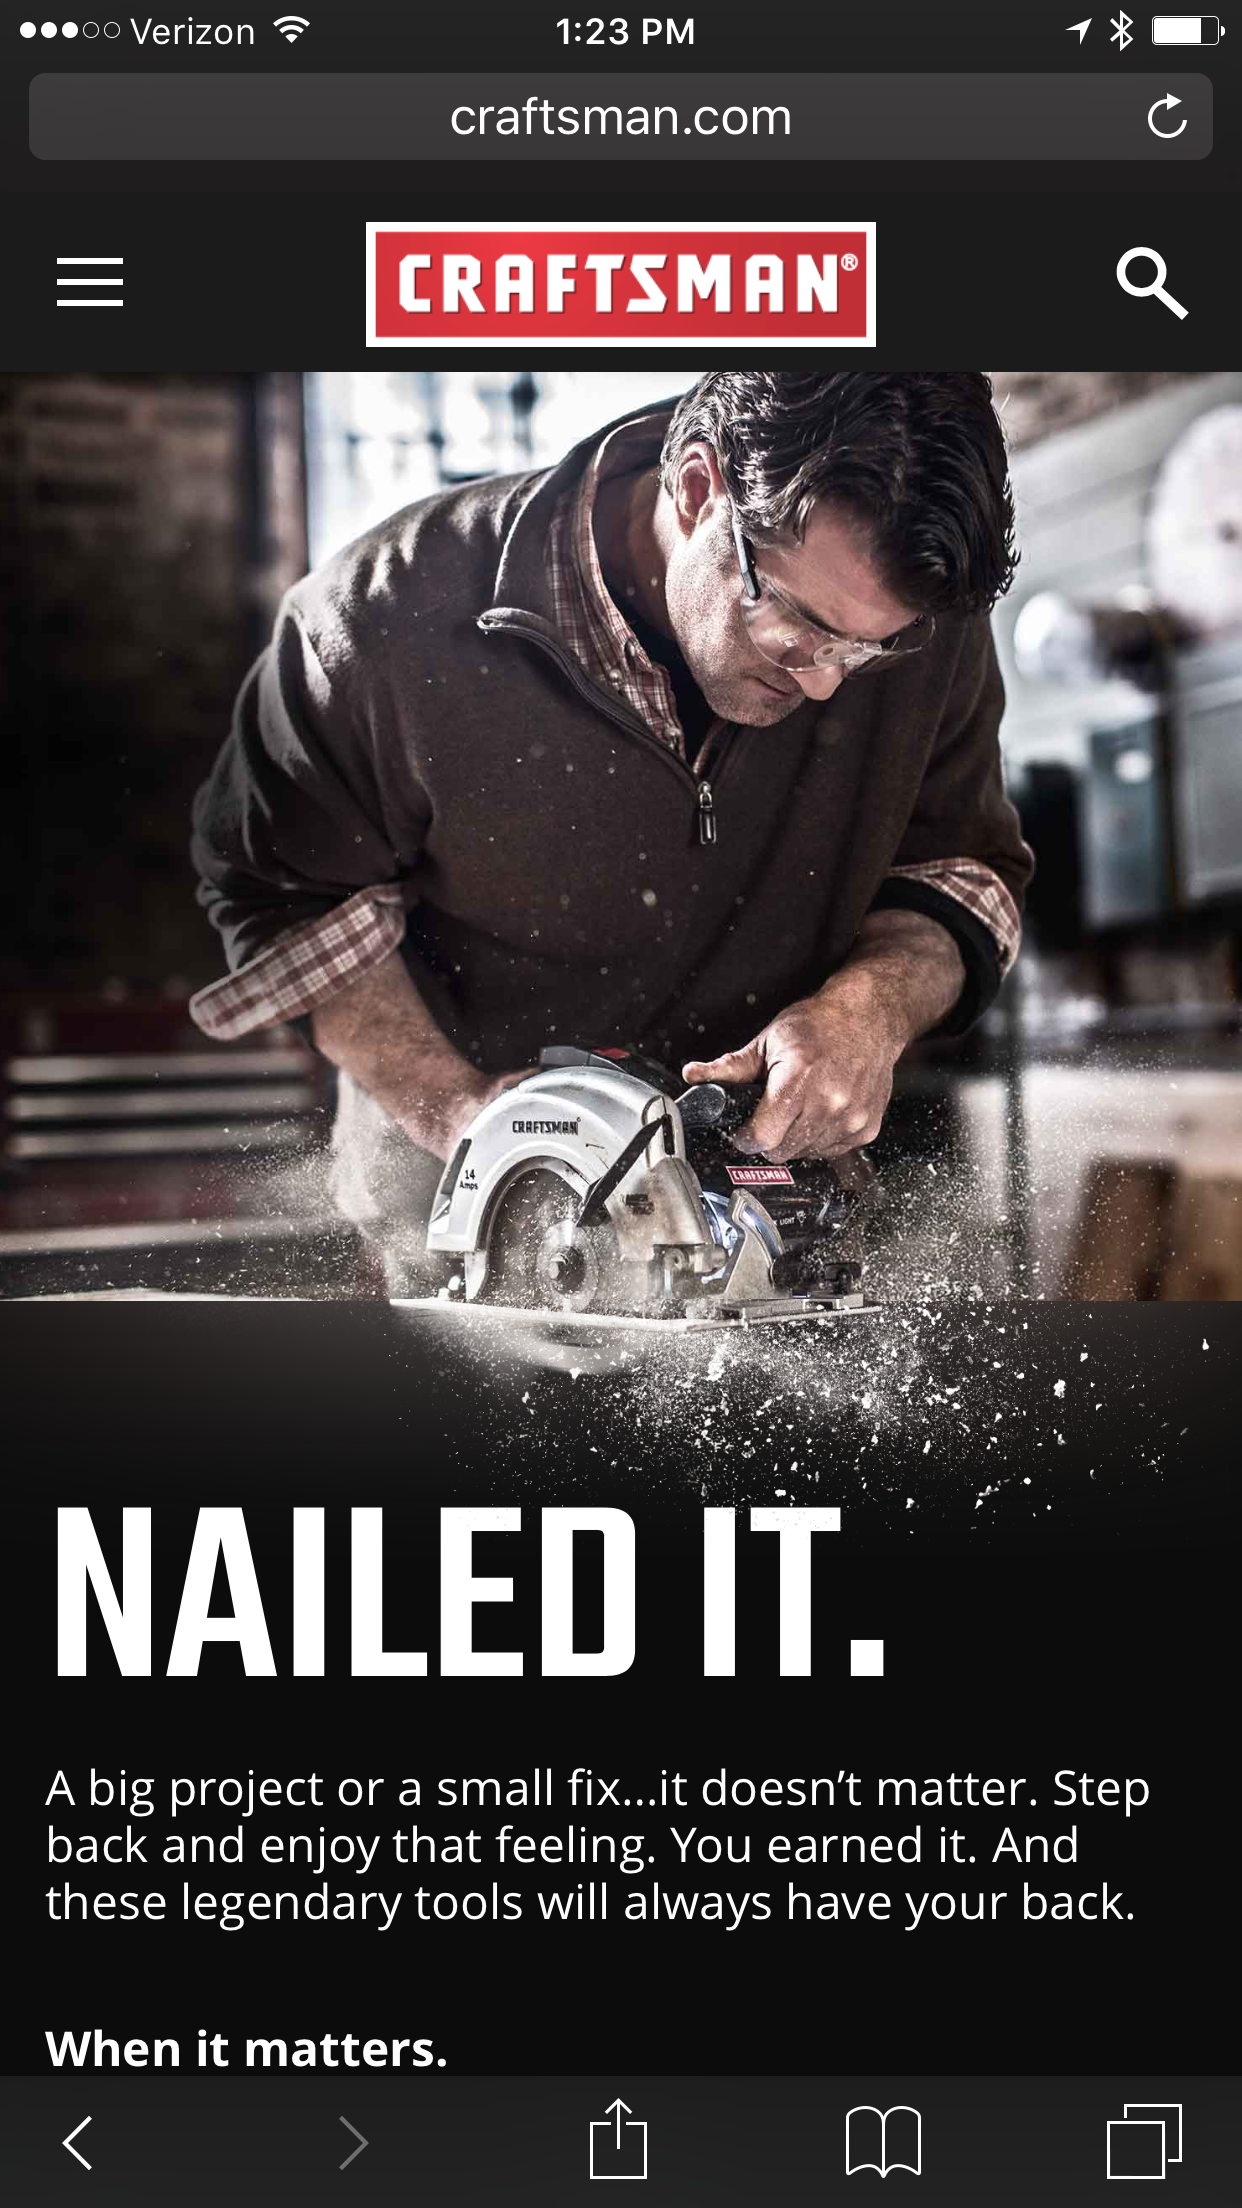 Verizon 1:23 PM
craftsman.com
CRAFTSMAN®
CRAFTSMAN®
14
Amps
CRAFTSMAN
LIGHT
NAILED IT.
A big project or a small fix...it doesn’t matter. Step
back and enjoy that feeling. You earned it. And
these legendary tools will always have your back.
When it matters.